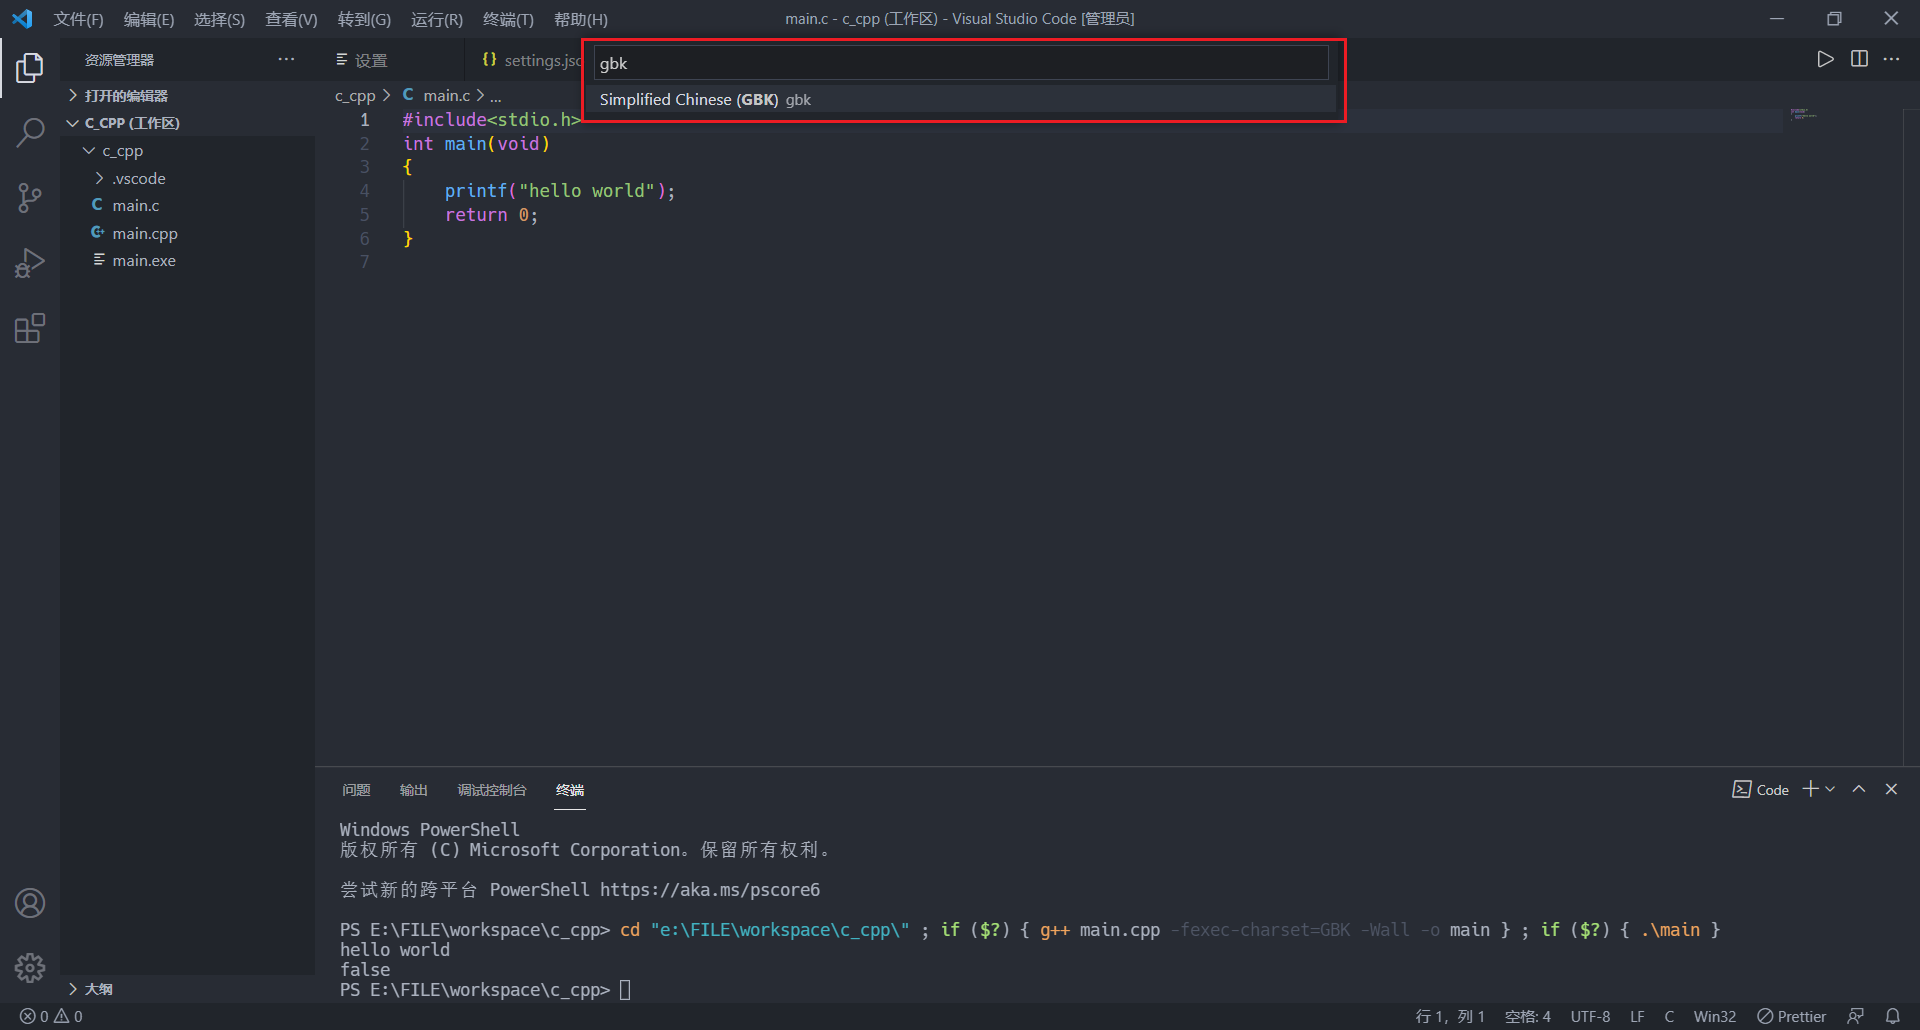 文件(F) 编辑(E) 选择(S) 查看(V) 转到(G) 运行(R) 终端(T) 帮助(H) main.c - c_cpp (工作区) - Visual Studio Code [管理员]
资源管理器
设置
settings.jsc
gbk
Simplified Chinese (GBK) gbk
打开的编辑器
C_CPP (工作区)
c_cpp
.vscode
main.c
main.cpp
main.exe
大纲
c_cpp > C main.c > ...
1 #include<stdio.h>
2 int main(void)
3 {
4     printf("hello world");
5     return 0;
6 }
7
问题 输出 调试控制台 终端
Code
Windows PowerShell
版权所有 (C) Microsoft Corporation。保留所有权利。
尝试新的跨平台 PowerShell https://aka.ms/pscore6
PS E:\FILE\workspace\c_cpp> cd "e:\FILE\workspace\c_cpp\" ; if ($?) { g++ main.cpp -fexec-charset=GBK -Wall -o main } ; if ($?) { .\main }
hello world
false
PS E:\FILE\workspace\c_cpp>
0 0 行 1，列 1 空格: 4 UTF-8 LF C Win32 Prettier